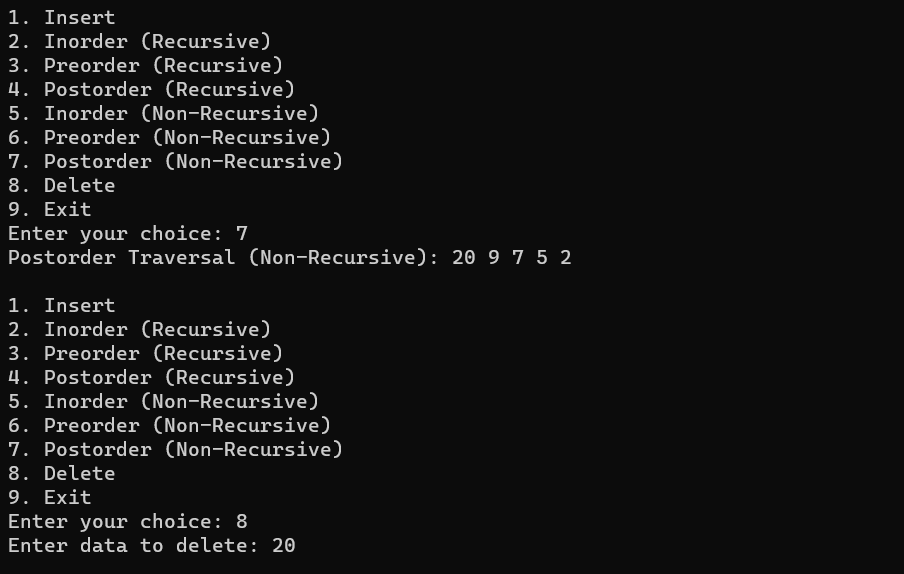 1. Insert
2. Inorder (Recursive)
3. Preorder (Recursive)
4. Postorder (Recursive)
5. Inorder (Non-Recursive)
6. Preorder (Non-Recursive)
7. Postorder (Non-Recursive)
8. Delete
9. Exit
Enter your choice: 7
Postorder Traversal (Non-Recursive): 20 9 7 5 2
1. Insert
2. Inorder (Recursive)
3. Preorder (Recursive)
4. Postorder (Recursive)
5. Inorder (Non-Recursive)
6. Preorder (Non-Recursive)
7. Postorder (Non-Recursive)
8. Delete
9. Exit
Enter your choice: 8
Enter data to delete: 20